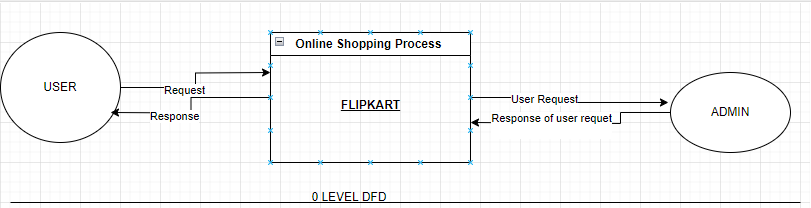 Online Shopping Process
USER
Request
Response
FLIPKART
User Request
Response of user requet
ADMIN
0 LEVEL DFD